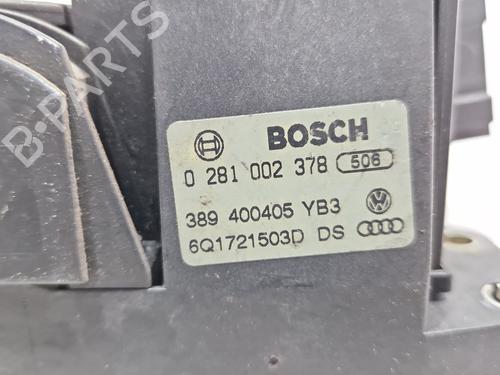 B-PARTS
BOSCH
0 281 002 378 506
389 400405 YB3
6Q1721503D DS